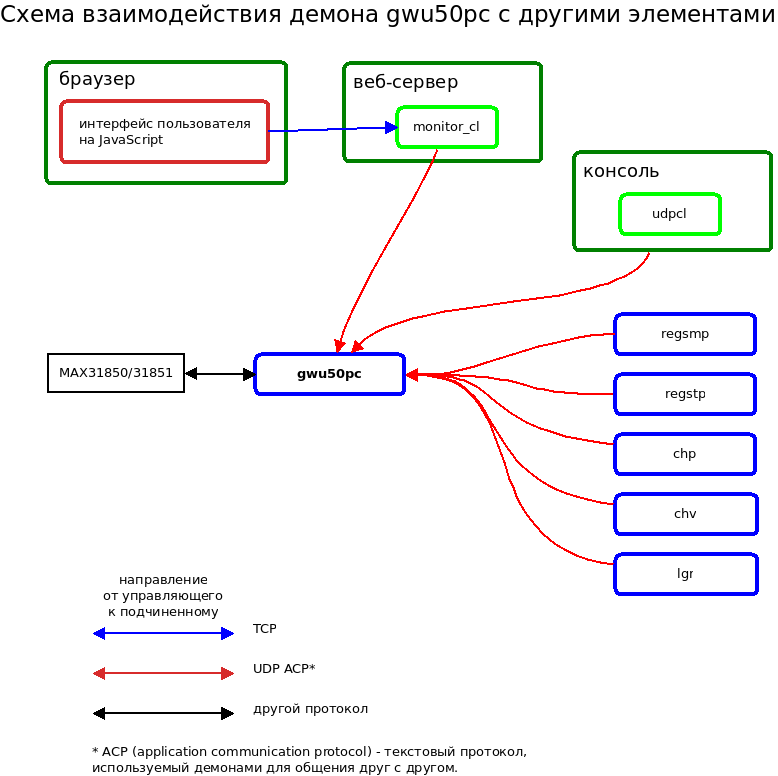 Схема взаимодействия демона gwu50pc с другими элементами
браузер
интерфейс пользователя
на JavaScript
веб-сервер
monitor_cl
консоль
udpcl
regsmp
MAX31850/31851
gwu50pc
regstp
chp
chv
lgr
направление
от управляющего
к подчиненному
TCP
UDP ACP*
другой протокол
* ACP (application communication protocol) - текстовый протокол,
используемый демонами для общения друг с другом.